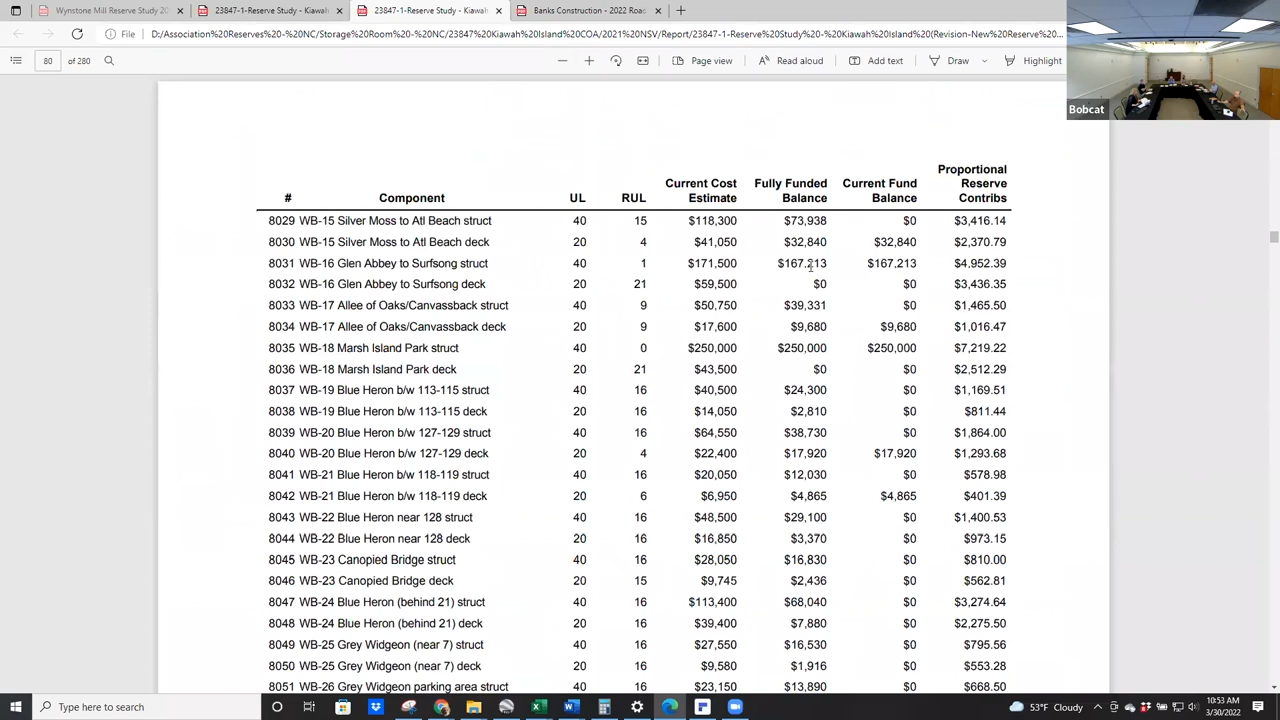 Wynstone Mill Reserve Study 20
23847-1-Reserve Study - Kiawah
23847-1-Reserve Study - Kiawah
Banks Construction - 2022 Road
File
D:/Association%20Reserves%20-%20NC/Storage%20Room%20-%20NC/23847%20Kiawah%20Island%20COA/2021%20NSV/Report/23847-1-Reserve%20Study%20-%20Kiawah%20Island%20(Revision-New%20Reserve...
80 of 280
Page view
Read aloud
Add text
Draw
Highlight
Bobcat
# Component UL RUL Current Cost Estimate Fully Funded Balance Current Fund Balance Proportional Reserve Contribs
8029 WB-15 Silver Moss to Atl Beach struct 40 15 $118,300 $73,938 $0 $3,416.14
8030 WB-15 Silver Moss to Atl Beach deck 20 4 $41,050 $32,840 $32,840 $2,370.79
8031 WB-16 Glen Abbey to Surfsong struct 40 1 $171,500 $167,213 $167,213 $4,952.39
8032 WB-16 Glen Abbey to Surfsong deck 20 21 $59,500 $0 $0 $3,436.35
8033 WB-17 Allee of Oaks/Canvassback struct 40 9 $50,750 $39,331 $0 $1,465.50
8034 WB-17 Allee of Oaks/Canvassback deck 20 9 $17,600 $9,680 $9,680 $1,016.47
8035 WB-18 Marsh Island Park struct 40 0 $250,000 $250,000 $250,000 $7,219.22
8036 WB-18 Marsh Island Park deck 20 21 $43,500 $0 $0 $2,512.29
8037 WB-19 Blue Heron b/w 113-115 struct 40 16 $40,500 $24,300 $0 $1,169.51
8038 WB-19 Blue Heron b/w 113-115 deck 20 16 $14,050 $2,810 $0 $811.44
8039 WB-20 Blue Heron b/w 127-129 struct 40 16 $64,550 $38,730 $0 $1,864.00
8040 WB-20 Blue Heron b/w 127-129 deck 20 4 $22,400 $17,920 $17,920 $1,293.68
8041 WB-21 Blue Heron b/w 118-119 struct 40 16 $20,050 $12,030 $0 $578.98
8042 WB-21 Blue Heron b/w 118-119 deck 20 6 $6,950 $4,865 $4,865 $401.39
8043 WB-22 Blue Heron near 128 struct 40 16 $48,500 $29,100 $0 $1,400.53
8044 WB-22 Blue Heron near 128 deck 20 16 $16,850 $3,370 $0 $973.15
8045 WB-23 Canopied Bridge struct 40 16 $28,050 $16,830 $0 $810.00
8046 WB-23 Canopied Bridge deck 20 15 $9,745 $2,436 $0 $562.81
8047 WB-24 Blue Heron (behind 21) struct 40 16 $113,400 $68,040 $0 $3,274.64
8048 WB-24 Blue Heron (behind 21) deck 20 16 $39,400 $7,880 $0 $2,275.50
8049 WB-25 Grey Widgeon (near 7) struct 40 16 $27,550 $16,530 $0 $795.56
8050 WB-25 Grey Widgeon (near 7) deck 20 16 $9,580 $1,916 $0 $553.28
8051 WB-26 Grey Widgeon parking area struct 40 16 $23,150 $13,890 $0 $668.50
Type here to search
53°F Cloudy
10:53 AM
3/30/2022